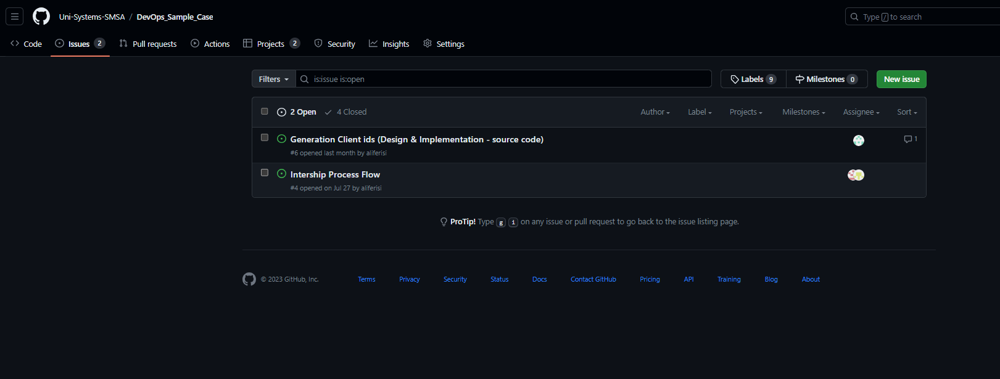 Uni-Systems-SMSA / DevOps_Sample_Case
Type / to search
Code
Issues 2
Pull requests
Actions
Projects 2
Security
Insights
Settings
Filters
is:issue is:open
Labels 9
Milestones 0
New issue
2 Open
4 Closed
Author
Label
Projects
Milestones
Assignee
Sort
Generation Client ids (Design & Implementation - source code)
1
#6 opened last month by aliferisi
Intership Process Flow
#4 opened on Jul 27 by aliferisi
ProTip! Type g i on any issue or pull request to go back to the issue listing page.
© 2023 GitHub, Inc.
Terms
Privacy
Security
Status
Docs
Contact GitHub
Pricing
API
Training
Blog
About